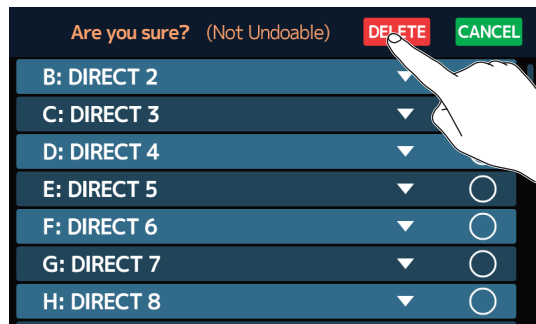 Are you sure? (Not Undoable) DELETE CANCEL
B: DIRECT 2
C: DIRECT 3
D: DIRECT 4
E: DIRECT 5
F: DIRECT 6
G: DIRECT 7
H: DIRECT 8